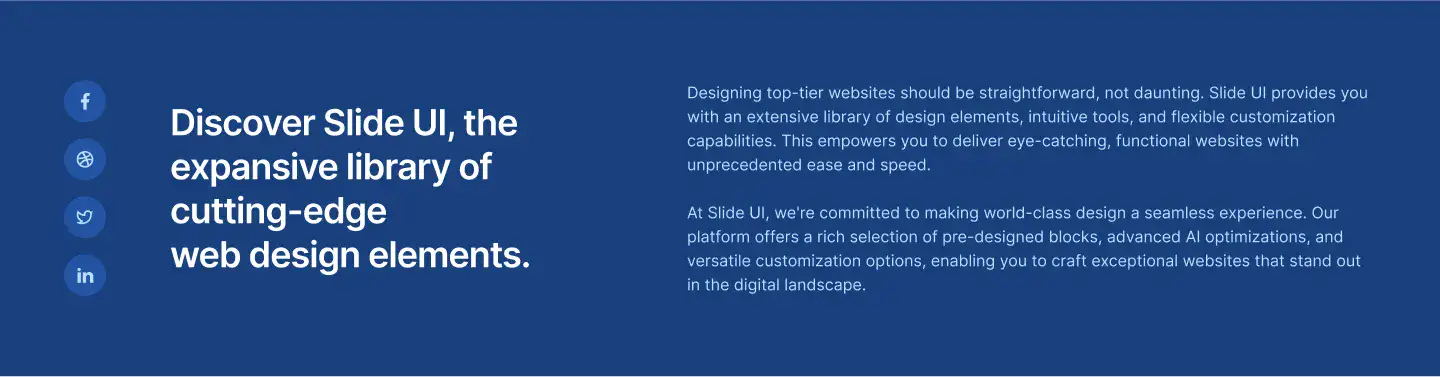 Discover Slide UI, the
expansive library of
cutting-edge
web design elements.
Designing top-tier websites should be straightforward, not daunting. Slide UI provides you
with an extensive library of design elements, intuitive tools, and flexible customization
capabilities. This empowers you to deliver eye-catching, functional websites with
unprecedented ease and speed.
At Slide UI, we're committed to making world-class design a seamless experience. Our
platform offers a rich selection of pre-designed blocks, advanced AI optimizations, and
versatile customization options, enabling you to craft exceptional websites that stand out
in the digital landscape.